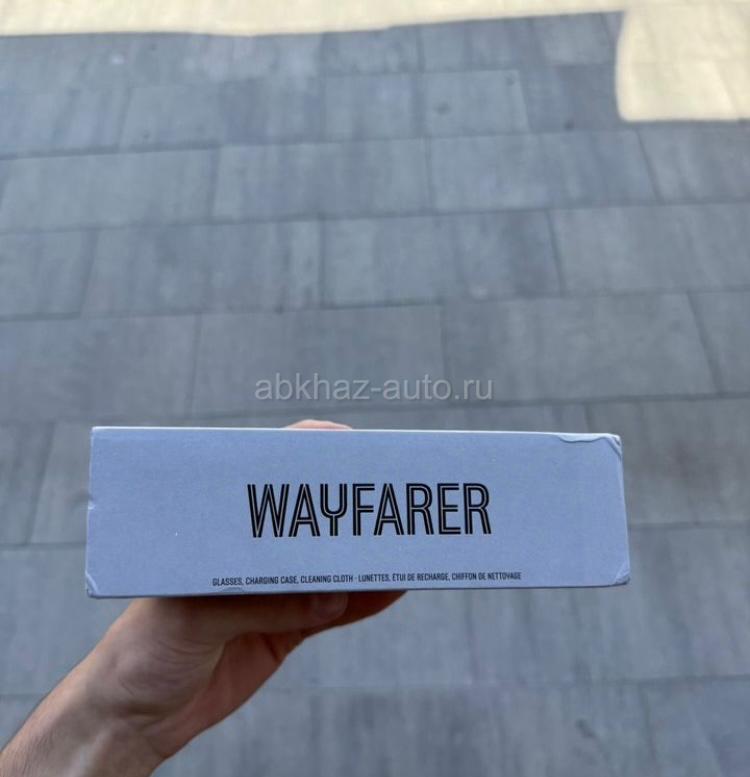 abkhaz-auto.ru
WAYFARER
GLASSES, CHARGING CASE, CLEANING CLOTH · LUNETTES, ÉTUI DE RECHARGE, CHIFFON DE NETTOYAGE